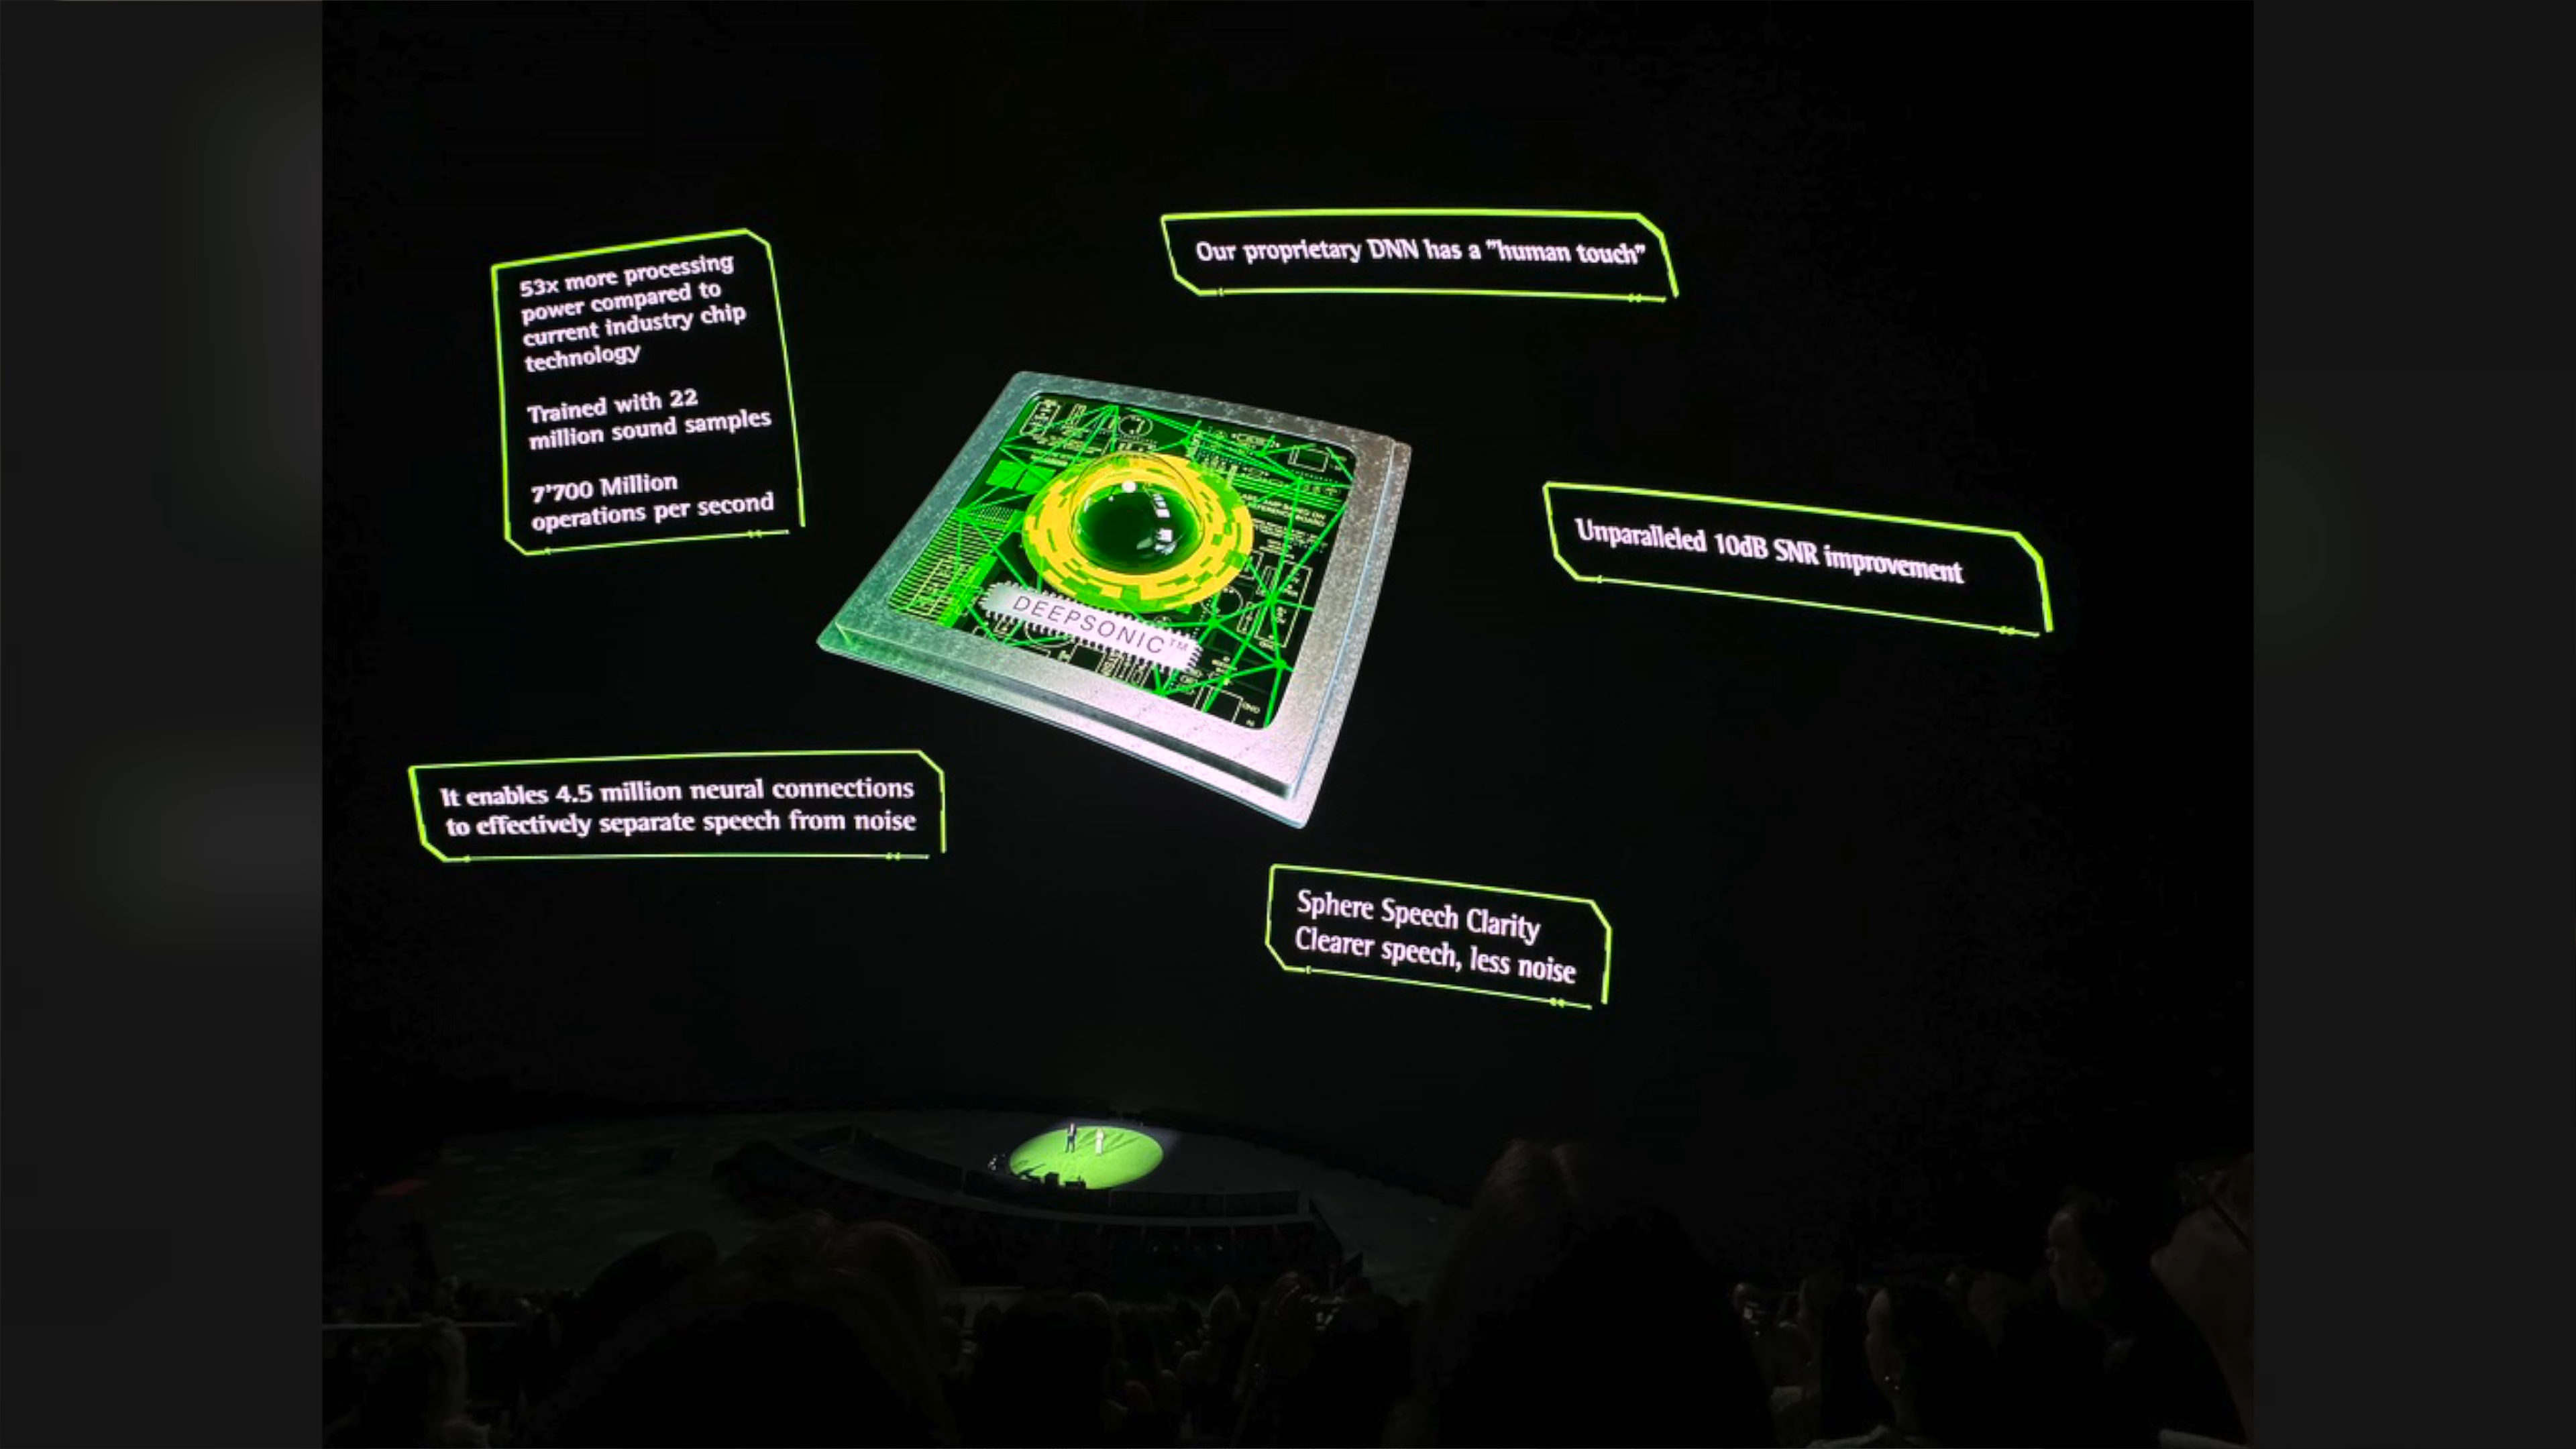 Our proprietary DNN has a "human touch"
53x more processing
power compared to
current industry chip
technology
Trained with 22
million sound samples
7'700 Million
operations per second
Unparalleled 10dB SNR improvement
DEEPSONIC™
It enables 4.5 million neural connections
to effectively separate speech from noise
Sphere Speech Clarity
Clearer speech, less noise